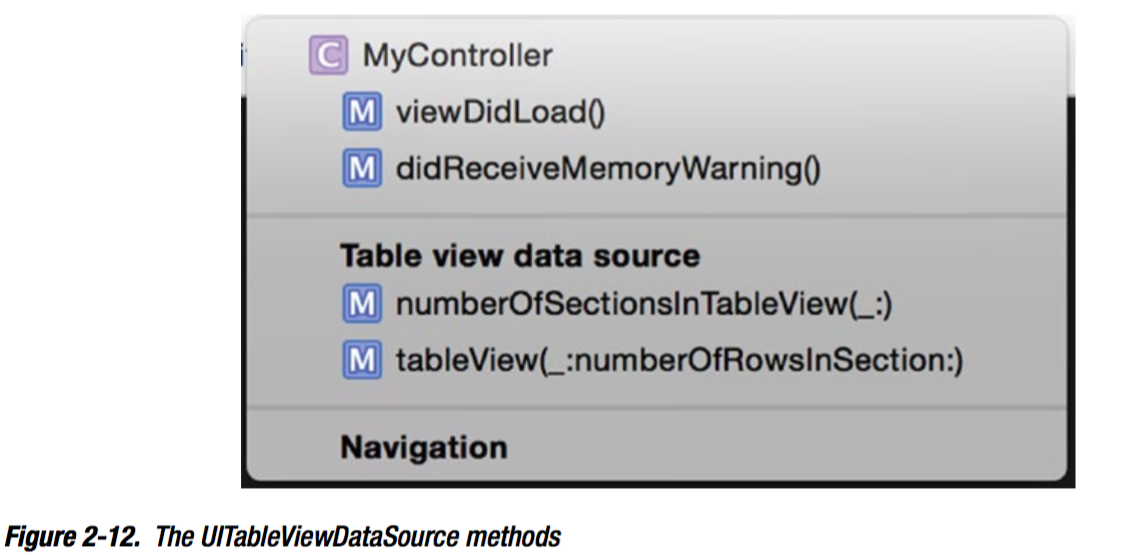 C MyController
M viewDidLoad()
M didReceiveMemoryWarning()
Table view data source
M numberOfSectionsInTableView(_:)
M tableView(_:numberOfRowsInSection:)
Navigation
Figure 2-12. The UITableViewDataSource methods